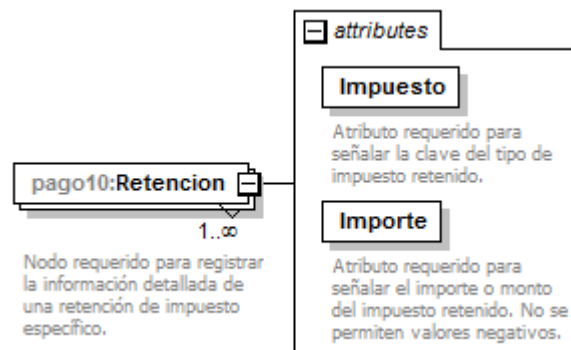 attributes
Impuesto
Atributo requerido para
señalar la clave del tipo de
impuesto retenido.
pago10:Retencion
1..∞
Nodo requerido para registrar
la información detallada de
una retención de impuesto
específico.
Importe
Atributo requerido para
señalar el importe o monto
del impuesto retenido. No se
permiten valores negativos.